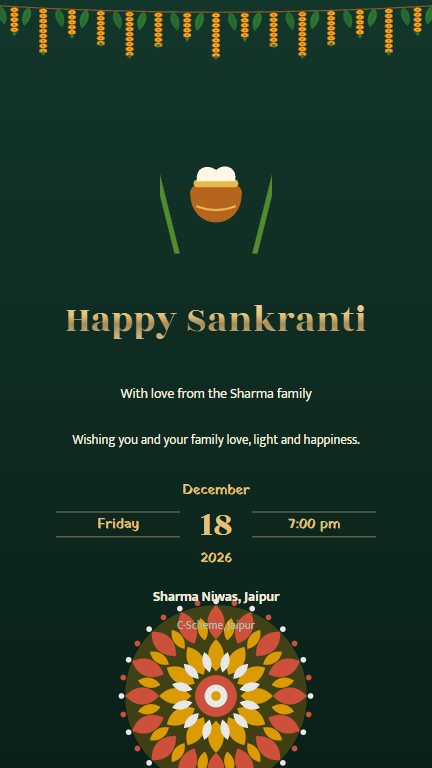 Happy Sankranti
With love from the Sharma family
Wishing you and your family love, light and happiness.
December
Friday 18 7:00 pm
2026
Sharma Niwas, Jaipur
C-Scheme, Jaipur